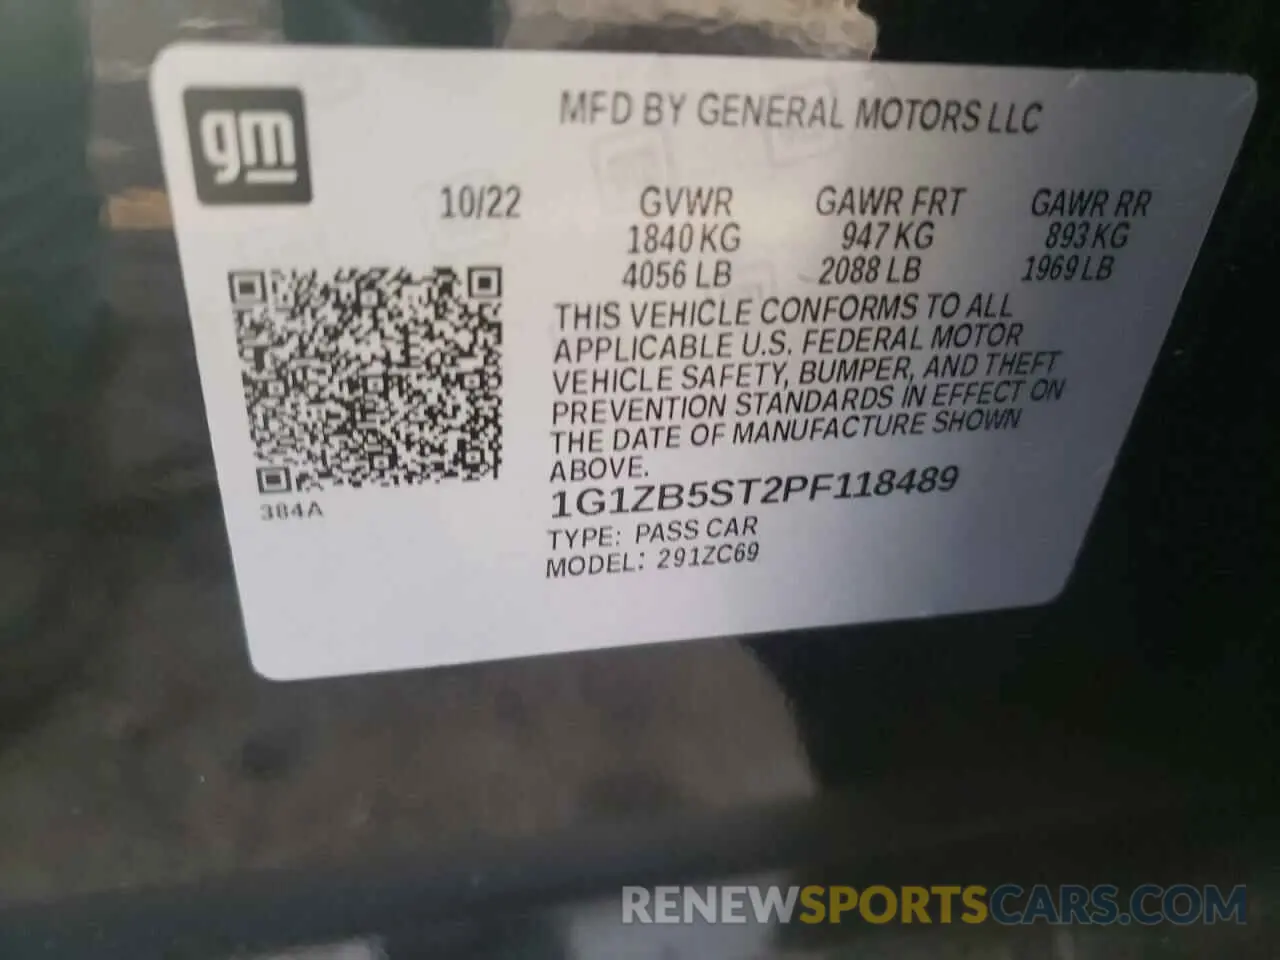 gm
MFD BY GENERAL MOTORS LLC
10/22
GVWR GAWR FRT GAWR RR
1840 KG 947 KG 893 KG
4056 LB 2088 LB 1969 LB
THIS VEHICLE CONFORMS TO ALL
APPLICABLE U.S. FEDERAL MOTOR
VEHICLE SAFETY, BUMPER, AND THEFT
PREVENTION STANDARDS IN EFFECT ON
THE DATE OF MANUFACTURE SHOWN
ABOVE.
1G1ZB5ST2PF118489
384A
TYPE: PASS CAR
MODEL: 291ZC69
RENEWSPORTSCARS.COM